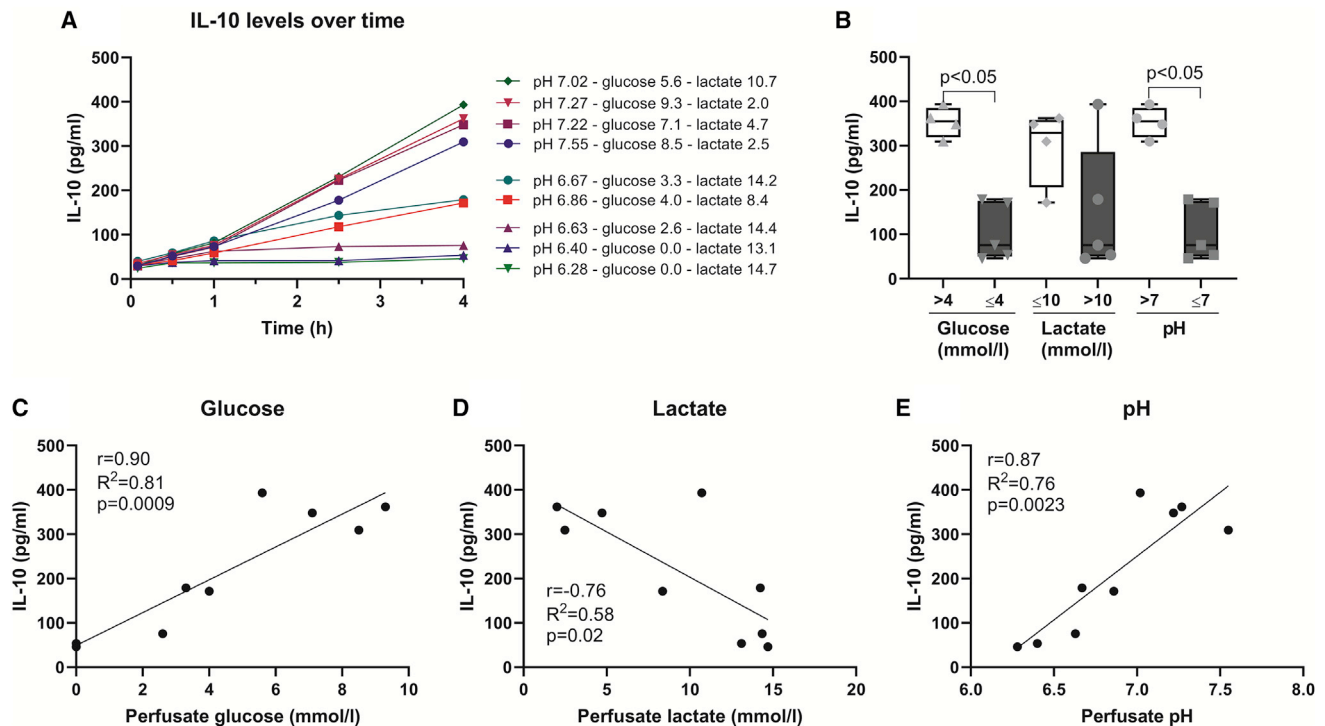 A IL-10 levels over time
IL-10 (pg/ml)
500
400
300
200
100
0
0 1 2 3 4
Time (h)
pH 7.02 - glucose 5.6 - lactate 10.7
pH 7.27 - glucose 9.3 - lactate 2.0
pH 7.22 - glucose 7.1 - lactate 4.7
pH 7.55 - glucose 8.5 - lactate 2.5
pH 6.67 - glucose 3.3 - lactate 14.2
pH 6.86 - glucose 4.0 - lactate 8.4
pH 6.63 - glucose 2.6 - lactate 14.4
pH 6.40 - glucose 0.0 - lactate 13.1
pH 6.28 - glucose 0.0 - lactate 14.7
B
IL-10 (pg/ml)
500
400
300
200
100
0
p<0.05 p<0.05
>4 ≤4 ≤10 >10 >7 ≤7
Glucose Lactate pH
(mmol/l) (mmol/l)
C Glucose
IL-10 (pg/ml)
500
400
300
200
100
0
r=0.90
R²=0.81
p=0.0009
0 2 4 6 8 10
Perfusate glucose (mmol/l)
D Lactate
IL-10 (pg/ml)
500
400
300
200
100
0
r=-0.76
R²=0.58
p=0.02
0 5 10 15 20
Perfusate lactate (mmol/l)
E pH
IL-10 (pg/ml)
500
400
300
200
100
0
r=0.87
R²=0.76
p=0.0023
6.0 6.5 7.0 7.5 8.0
Perfusate pH